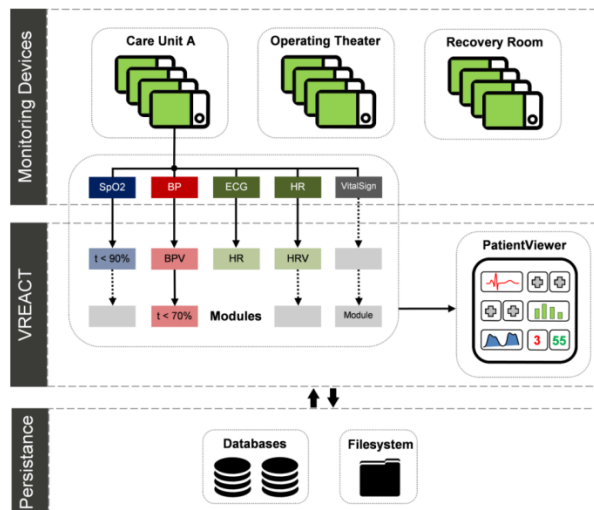 Monitoring Devices
Care Unit A
Operating Theater
Recovery Room
SpO2
BP
ECG
HR
VitalSign
VREACT
t < 90%
BPV
HR
HRV
t < 70%
Modules
Module
PatientViewer
3
55
Persistance
Databases
Filesystem